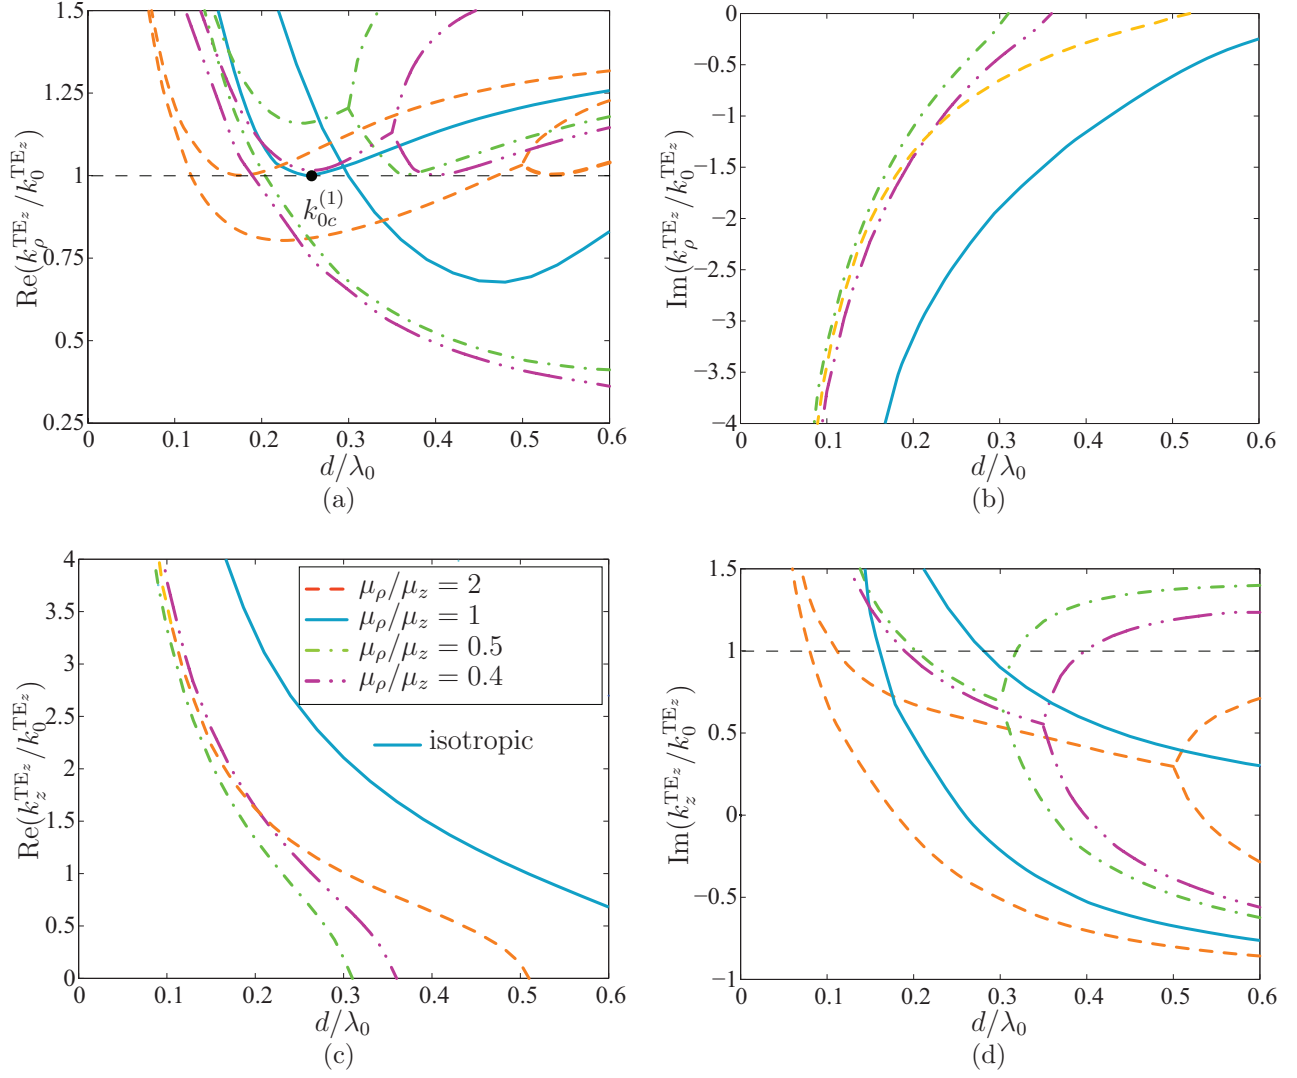 Re(k_ρ^{TE_z}/k_0^{TE_z})
1.5
1.25
1
0.75
0.5
0.25
k_{0c}^{(1)}
0 0.1 0.2 0.3 0.4 0.5 0.6
d/λ_0
(a)
Im(k_ρ^{TE_z}/k_0^{TE_z})
0
−0.5
−1
−1.5
−2
−2.5
−3
−3.5
−4
0 0.1 0.2 0.3 0.4 0.5 0.6
d/λ_0
(b)
Re(k_z^{TE_z}/k_0^{TE_z})
4
3.5
3
2.5
2
1.5
1
0.5
0
μ_ρ/μ_z = 2
μ_ρ/μ_z = 1
μ_ρ/μ_z = 0.5
μ_ρ/μ_z = 0.4
isotropic
0 0.1 0.2 0.3 0.4 0.5 0.6
d/λ_0
(c)
Im(k_z^{TE_z}/k_0^{TE_z})
1.5
1
0.5
0
−0.5
−1
0 0.1 0.2 0.3 0.4 0.5 0.6
d/λ_0
(d)